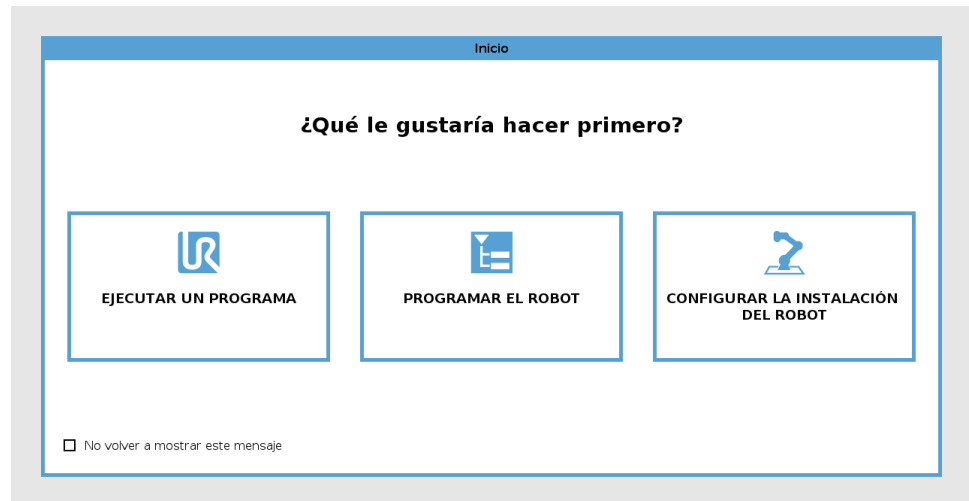 Inicio
¿Qué le gustaría hacer primero?
EJECUTAR UN PROGRAMA
PROGRAMAR EL ROBOT
CONFIGURAR LA INSTALACIÓN
DEL ROBOT
No volver a mostrar este mensaje